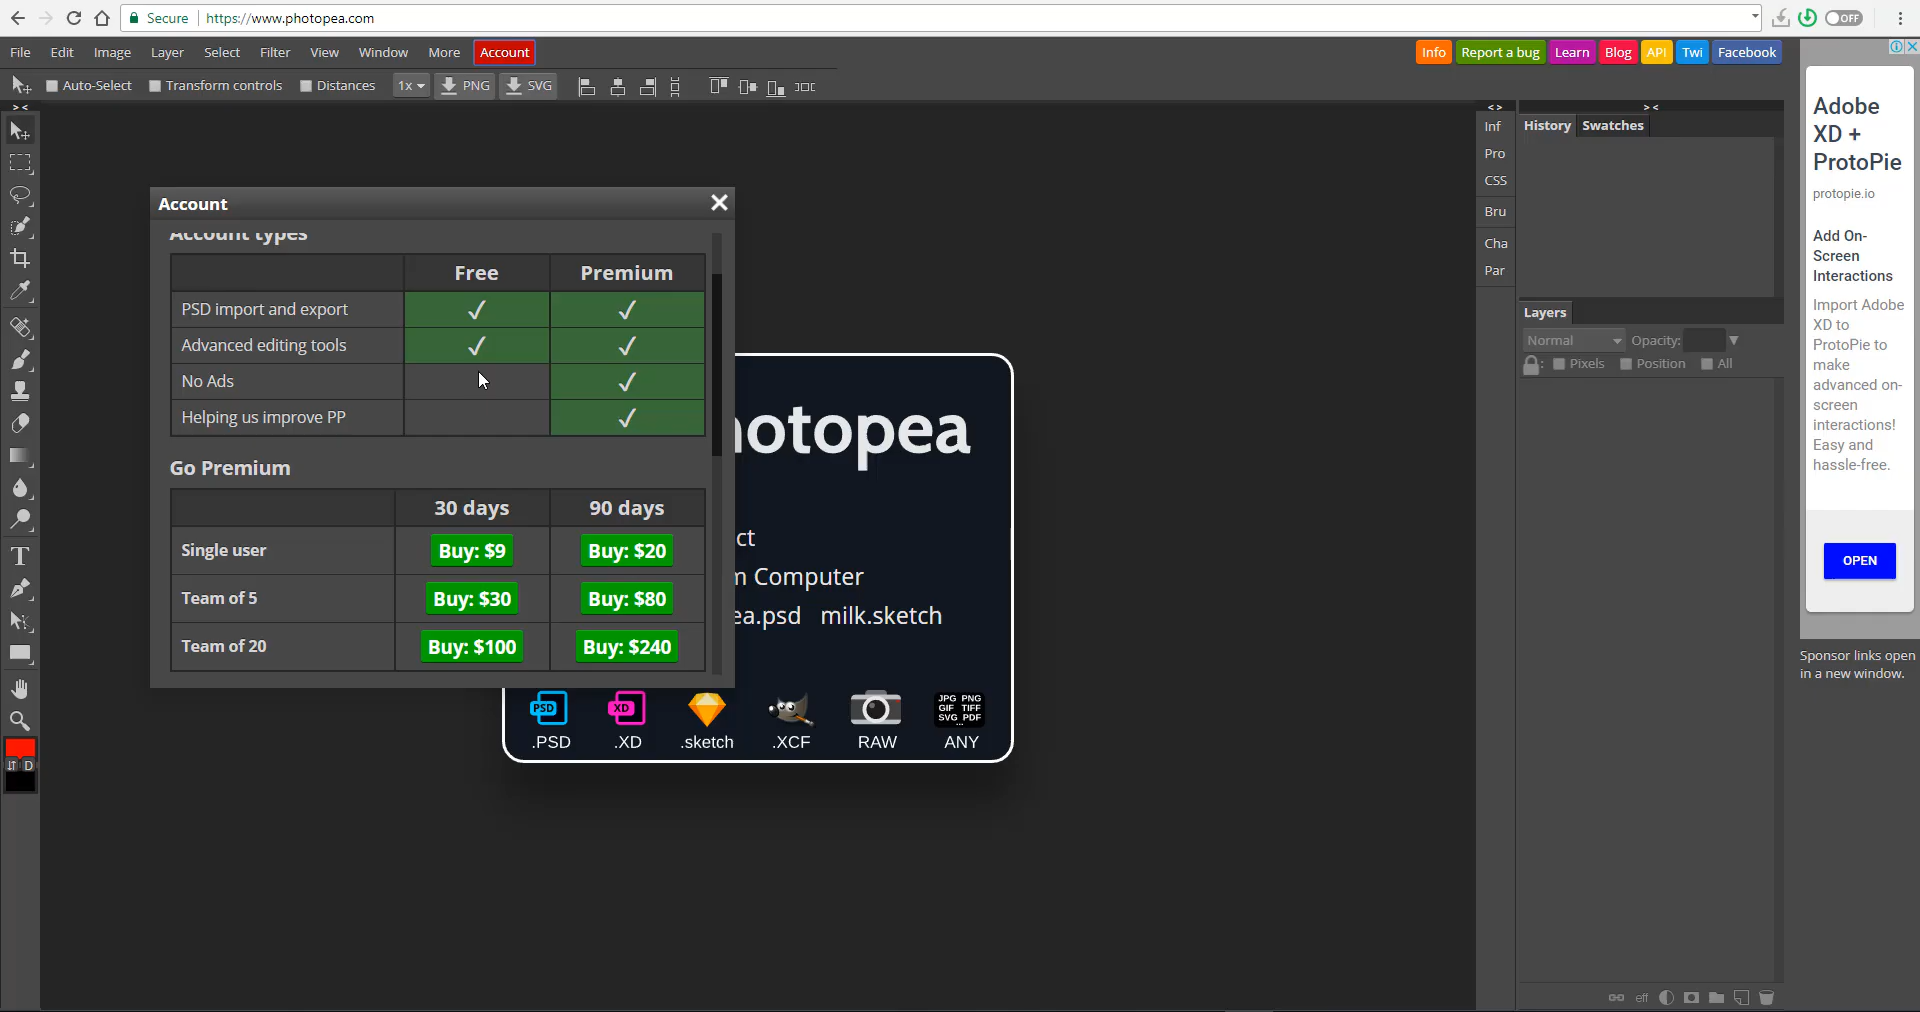 Secure https://www.photopea.com OFF
File Edit Image Layer Select Filter View Window More Account Info Report a bug Learn Blog API Twi Facebook
Auto-Select Transform controls Distances 1x PNG SVG
> <
< >
> <
Inf
Pro
CSS
Bru
Cha
Par
History Swatches
Layers
Normal Opacity:
: Pixels Position All
eff
D
T
Account
Account types
Free Premium
PSD import and export ✓ ✓
Advanced editing tools ✓ ✓
No Ads ✓
Helping us improve PP ✓
Go Premium
30 days 90 days
Single user Buy: $9 Buy: $20
Team of 5 Buy: $30 Buy: $80
Team of 20 Buy: $100 Buy: $240
hotopea
ct
m Computer
ea.psd milk.sketch
PSD XD JPG PNG
GIF TIFF
SVG PDF
...
.PSD .XD .sketch .XCF RAW ANY
Adobe
XD +
ProtoPie
protopie.io
Add On-
Screen
Interactions
Import Adobe
XD to
ProtoPie to
make
advanced on-
screen
interactions!
Easy and
hassle-free.
OPEN
Sponsor links open
in a new window.